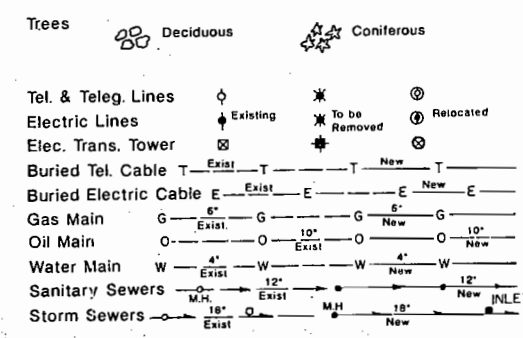 Trees Deciduous Coniferous
Tel. & Teleg. Lines
Electric Lines Existing To be Removed Relocated
Elec. Trans. Tower
Buried Tel. Cable T Exist T T New T
Buried Electric Cable E Exist E E New E
Gas Main G 6" Exist. G G 6" New G
Oil Main O O 10" Exist O O 10" New
Water Main W 4" Exist W W 4" New W
Sanitary Sewers M.H. 12" Exist 12" New
Storm Sewers 18" Exist M.H 18" New INLE